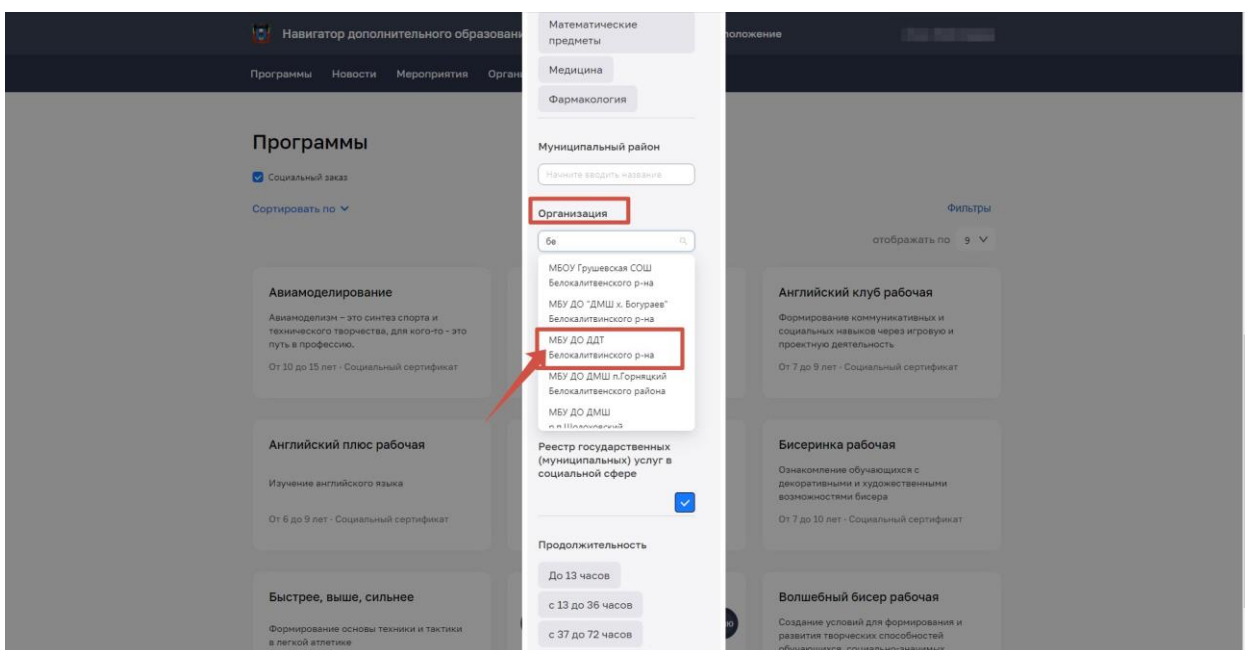 Навигатор дополнительного образован
положение
Программы Новости Мероприятия Орган
Математические
предметы
Медицина
Фармакология
Муниципальный район
Начните вводить название
Организация
бе
МБОУ Грушевская СОШ
Белокалитвенского р-на
МБУ ДО "ДМШ х. Богураев"
Белокалитвинского р-на
МБУ ДО ДДТ
Белокалитвинского р-на
МБУ ДО ДМШ п.Горняцкий
Белокалитвенского района
МБУ ДО ДМШ
р.п.Шолоховский
Реестр государственных
(муниципальных) услуг в
социальной сфере
Продолжительность
До 13 часов
с 13 до 36 часов
с 37 до 72 часов
Программы
Социальный заказ
Сортировать по
Фильтры
отображать по 9
Авиамоделирование
Авиамоделизм – это синтез спорта и
технического творчества, для кого-то - это
путь в профессию.
От 10 до 15 лет · Социальный сертификат
Английский клуб рабочая
Формирование коммуникативных и
социальных навыков через игровую и
проектную деятельность
От 7 до 9 лет · Социальный сертификат
Английский плюс рабочая
Изучение английского языка
От 6 до 9 лет · Социальный сертификат
Бисеринка рабочая
Ознакомление обучающихся с
декоративными и художественными
возможностями бисера
От 7 до 10 лет · Социальный сертификат
Быстрее, выше, сильнее
Формирование основы техники и тактики
в легкой атлетике
Волшебный бисер рабочая
Создание условий для формирования и
развития творческих способностей
обучающихся, социально-значимых